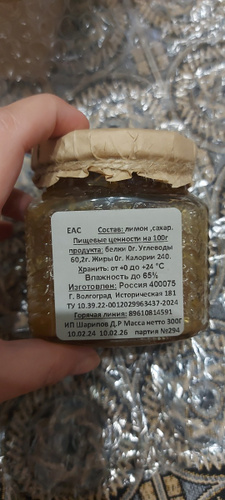 ЕАС Состав: лимон ,сахар.
Пищевые ценности на 100г
продукта: белки 0г. Углеводы
60,2г. Жиры 0г. Калории 240.
Хранить: от +0 до +24 °С
Влажность до 65%
Изготовлен: Россия 400075
Г. Волгоград Историческая 181
ТУ 10.39.22-0012029963437-2024
Горячая линия: 89610814591
ИП Шарипов Д.Р Масса нетто 300Г
10.02.24 10.02.26 партия №294